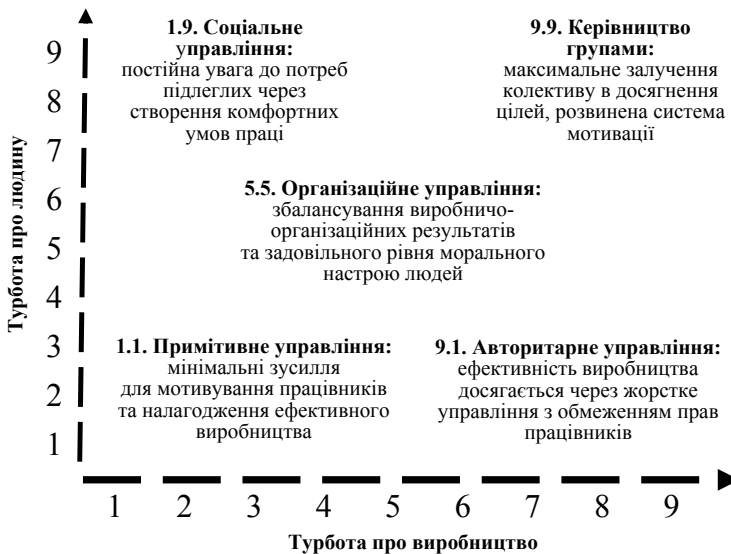 Турбота про людину
9
8
7
6
5
4
3
2
1
1.9. Соціальне
управління:
постійна увага до потреб
підлеглих через
створення комфортних
умов праці
9.9. Керівництво
групами:
максимальне залучення
колективу в досягнення
цілей, розвинена система
мотивації
5.5. Організаційне управління:
збалансування виробничо-
організаційних результатів
та задовільного рівня морального
настрою людей
1.1. Примітивне управління:
мінімальні зусилля
для мотивування працівників
та налагодження ефективного
виробництва
9.1. Авторитарне управління:
ефективність виробництва
досягається через жорстке
управління з обмеженням прав
працівників
1 2 3 4 5 6 7 8 9
Турбота про виробництво